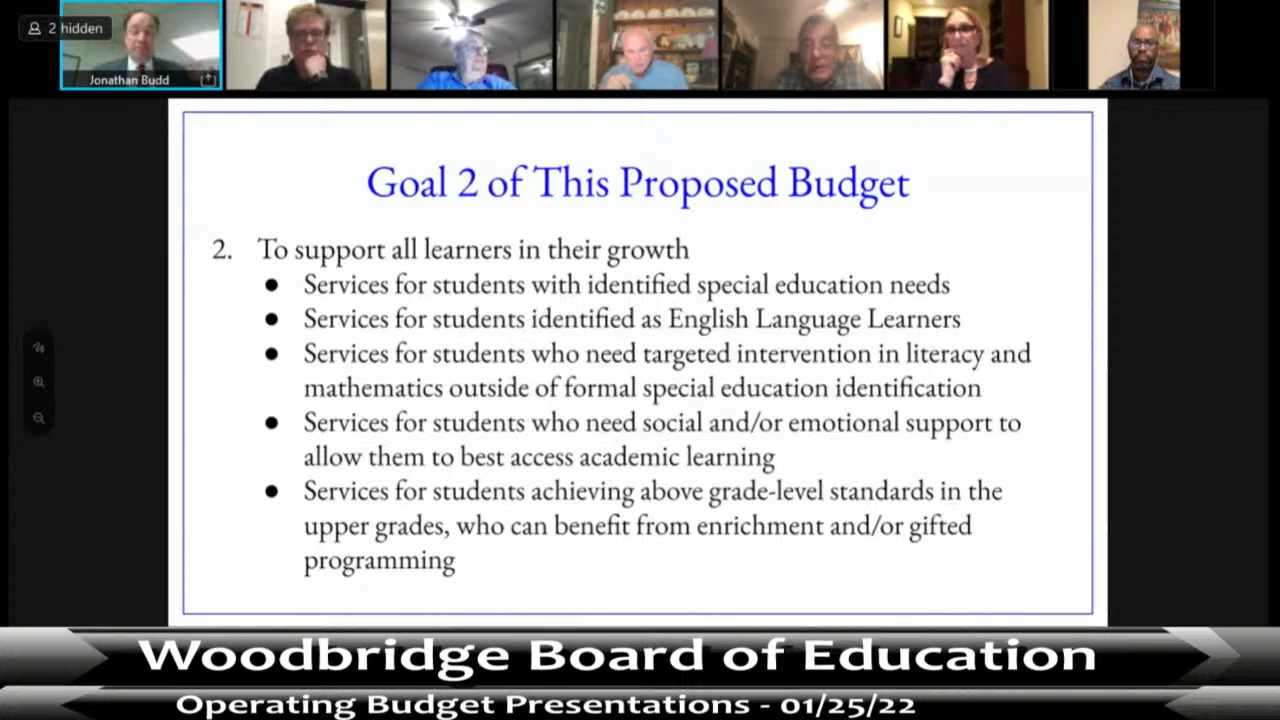 2 hidden
Jonathan Budd
Goal 2 of This Proposed Budget
2. To support all learners in their growth
● Services for students with identified special education needs
● Services for students identified as English Language Learners
● Services for students who need targeted intervention in literacy and
mathematics outside of formal special education identification
● Services for students who need social and/or emotional support to
allow them to best access academic learning
● Services for students achieving above grade-level standards in the
upper grades, who can benefit from enrichment and/or gifted
programming
Woodbridge Board of Education
Operating Budget Presentations - 01/25/22